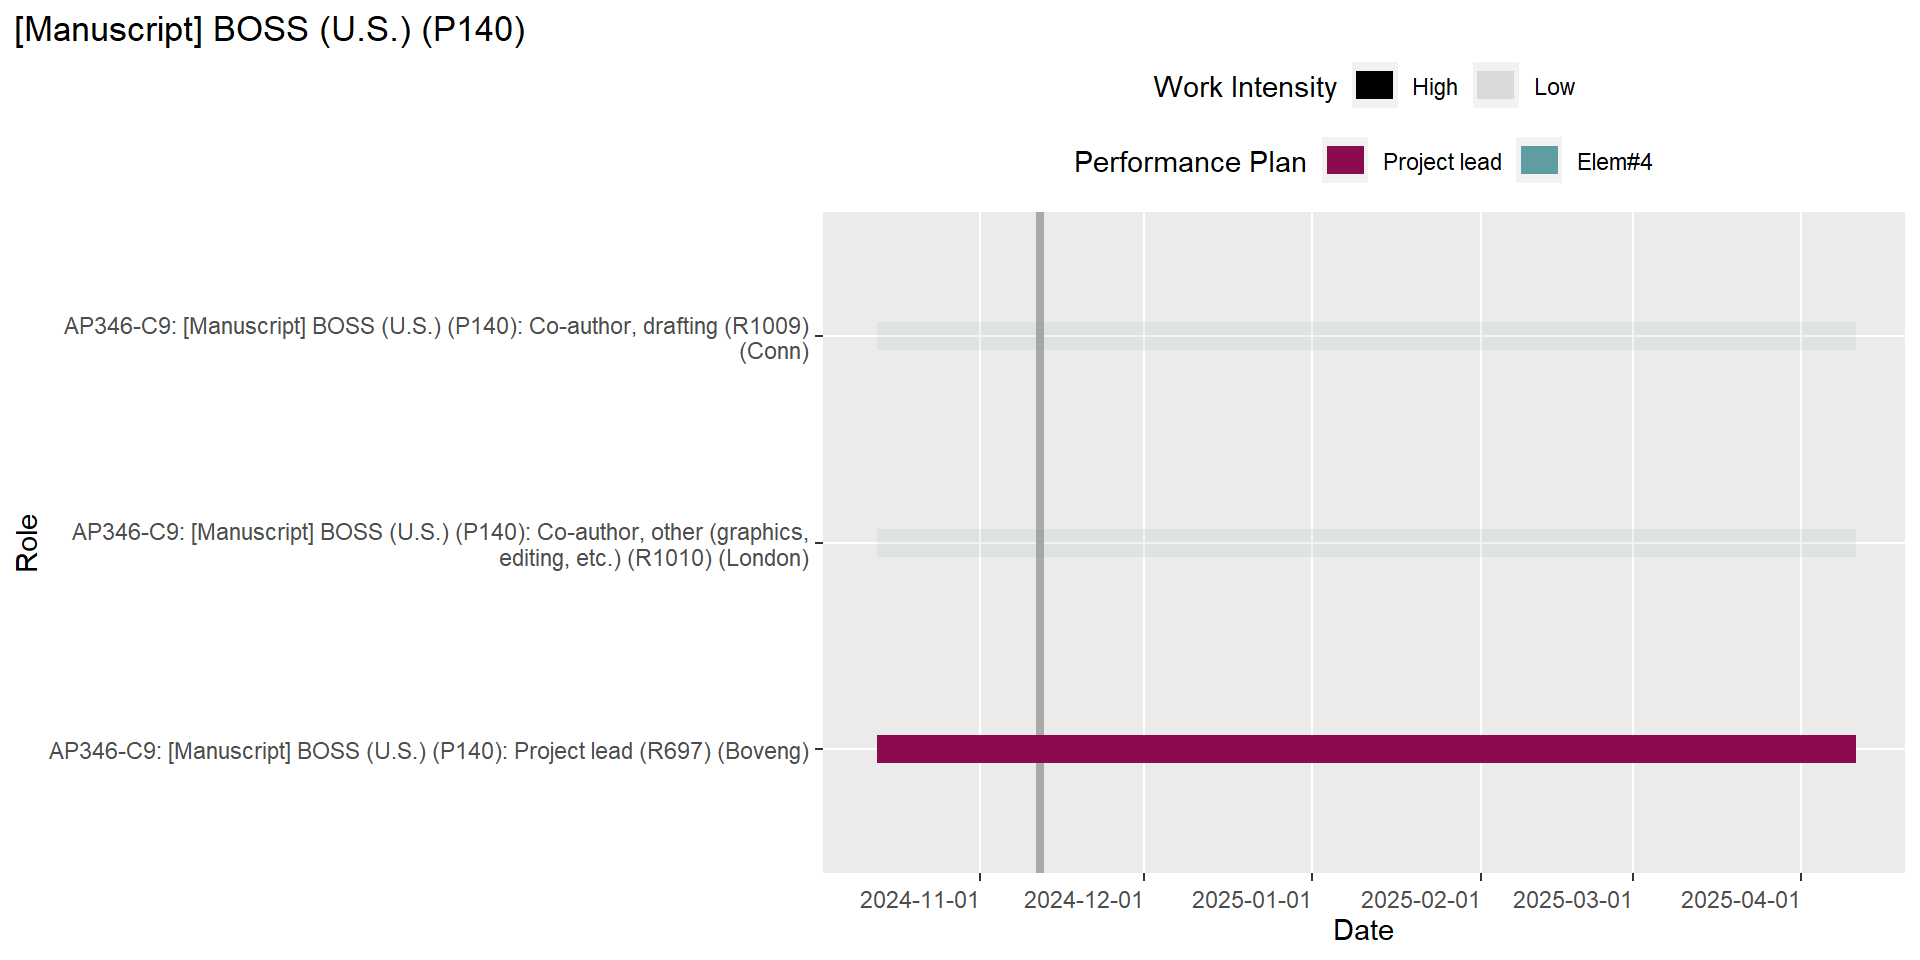 [Manuscript] BOSS (U.S.) (P140)
Work Intensity High Low
Performance Plan Project lead Elem#4
AP346-C9: [Manuscript] BOSS (U.S.) (P140): Co-author, drafting (R1009)
(Conn)
AP346-C9: [Manuscript] BOSS (U.S.) (P140): Co-author, other (graphics,
editing, etc.) (R1010) (London)
AP346-C9: [Manuscript] BOSS (U.S.) (P140): Project lead (R697) (Boveng)
Role
2024-11-01 2024-12-01 2025-01-01 2025-02-01 2025-03-01 2025-04-01
Date